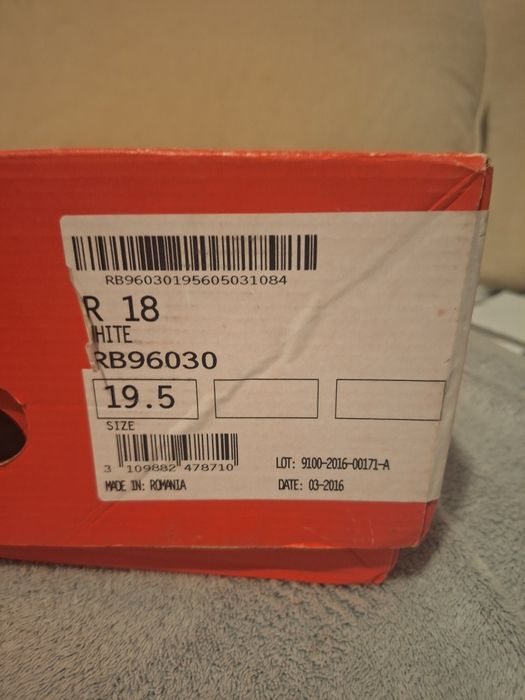 RB96030195605031084
R 18
WHITE
RB96030
19.5
SIZE
3 109882 478710
LOT: 9100-2016-00171-A
MADE IN: ROMANIA
DATE: 03-2016